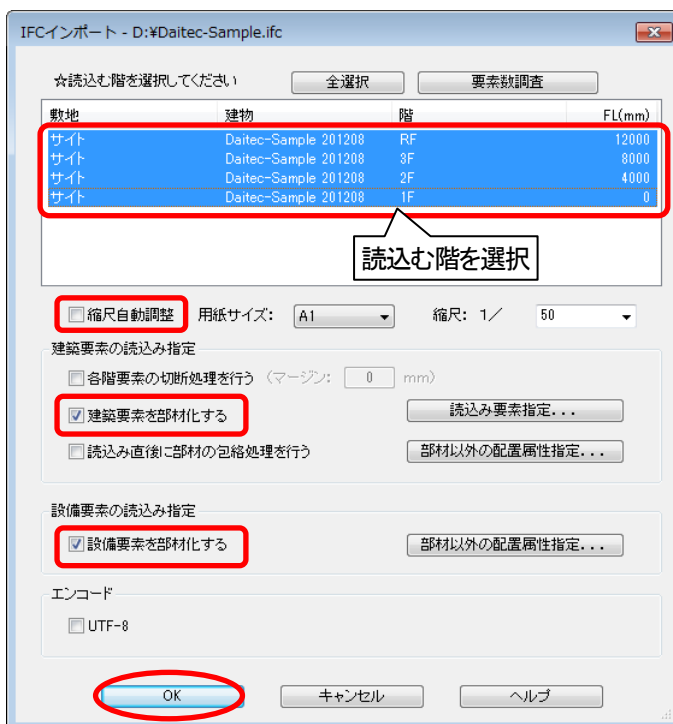 IFCインポート - D:¥Daitec-Sample.ifc
☆読込む階を選択してください 全選択 要素数調査
敷地 建物 階 FL(mm)
サイト Daitec-Sample 201208 RF 12000
サイト Daitec-Sample 201208 3F 8000
サイト Daitec-Sample 201208 2F 4000
サイト Daitec-Sample 201208 1F 0
読込む階を選択
縮尺自動調整 用紙サイズ: A1 縮尺: 1/ 50
建築要素の読込み指定
各階要素の切断処理を行う (マージン: 0 mm)
建築要素を部材化する 読込み要素指定...
読込み直後に部材の包絡処理を行う 部材以外の配置属性指定...
設備要素の読込み指定
設備要素を部材化する 部材以外の配置属性指定...
エンコード
UTF-8
OK キャンセル ヘルプ